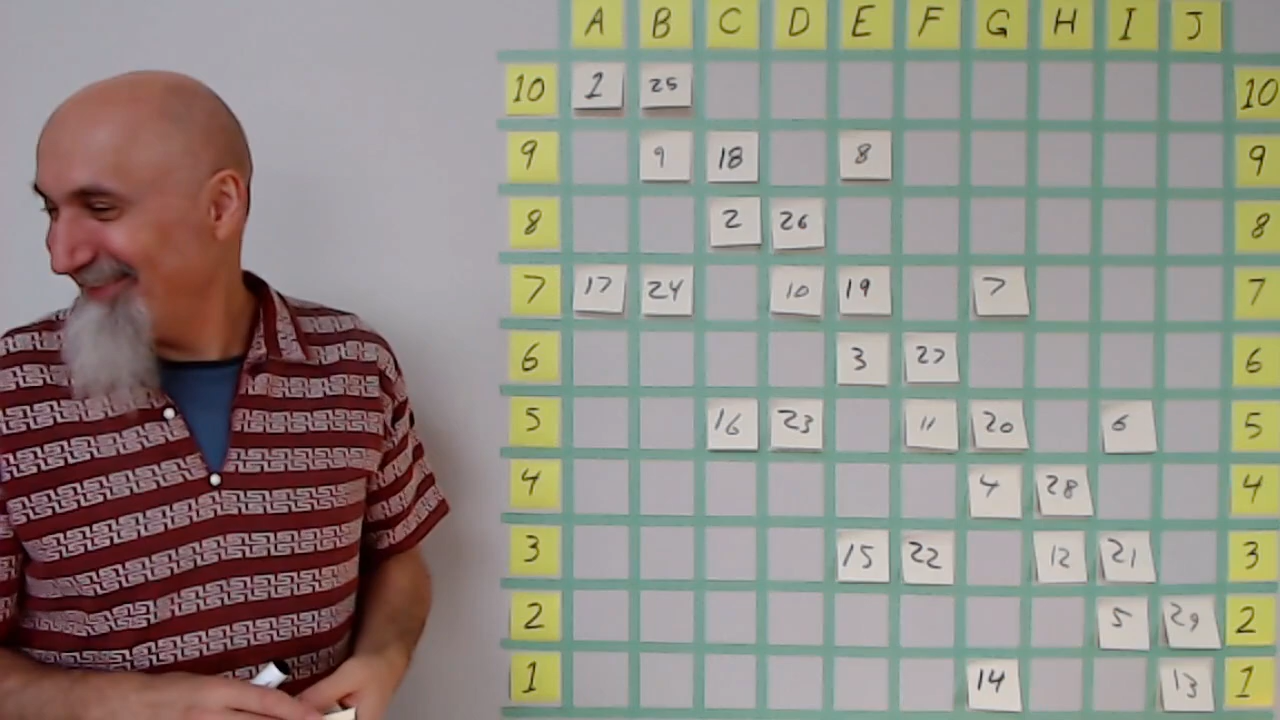 A B C D E F G H I J
10 1 25 10
9 9 18 8 9
8 2 26 8
7 17 24 10 19 7 7
6 3 27 6
5 16 23 11 20 6 5
4 4 28 4
3 15 22 12 21 3
2 5 29 2
1 14 13 1